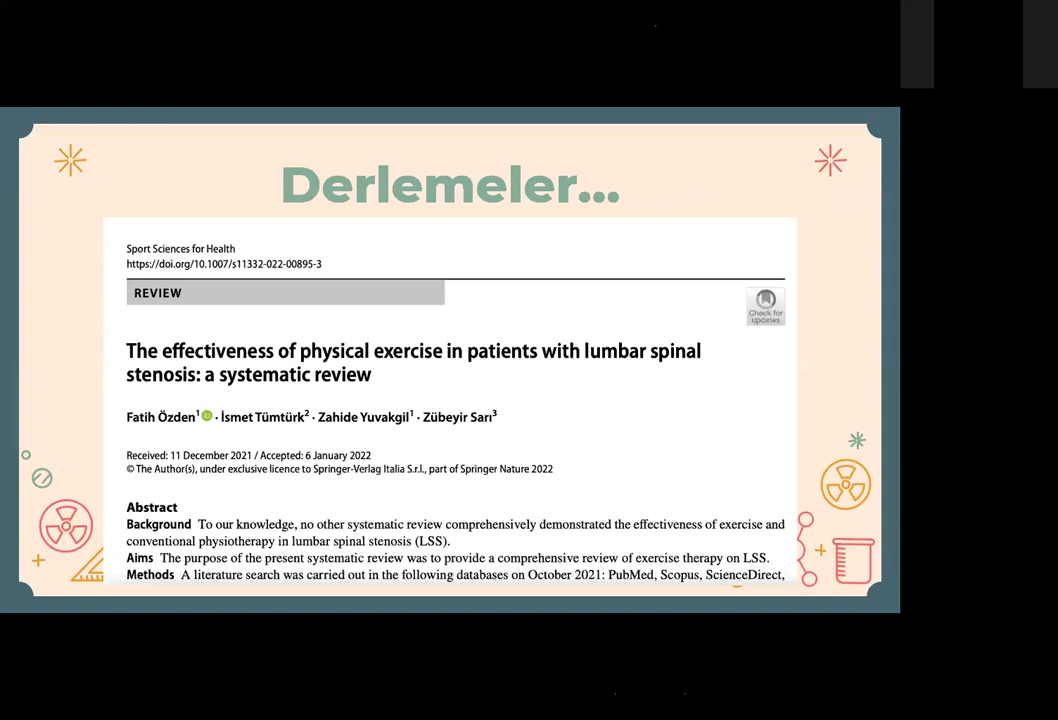 Derlemeler...
Sport Sciences for Health
https://doi.org/10.1007/s11332-022-00895-3
REVIEW
Check for
updates
The effectiveness of physical exercise in patients with lumbar spinal
stenosis: a systematic review
Fatih Özden1 · İsmet Tümtürk2 · Zahide Yuvakgil1 · Zübeyir Sarı3
Received: 11 December 2021 / Accepted: 6 January 2022
© The Author(s), under exclusive licence to Springer-Verlag Italia S.r.l., part of Springer Nature 2022
Abstract
Background To our knowledge, no other systematic review comprehensively demonstrated the effectiveness of exercise and
conventional physiotherapy in lumbar spinal stenosis (LSS).
Aims The purpose of the present systematic review was to provide a comprehensive review of exercise therapy on LSS.
Methods A literature search was carried out in the following databases on October 2021: PubMed, Scopus, ScienceDirect,